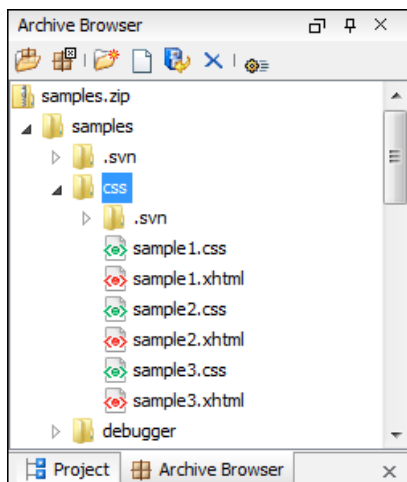 Archive Browser
samples.zip
samples
.svn
css
.svn
sample1.css
sample1.xhtml
sample2.css
sample2.xhtml
sample3.css
sample3.xhtml
debugger
Project Archive Browser